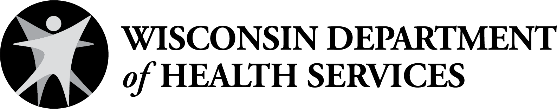 WISCONSIN DEPARTMENT
of HEALTH SERVICES